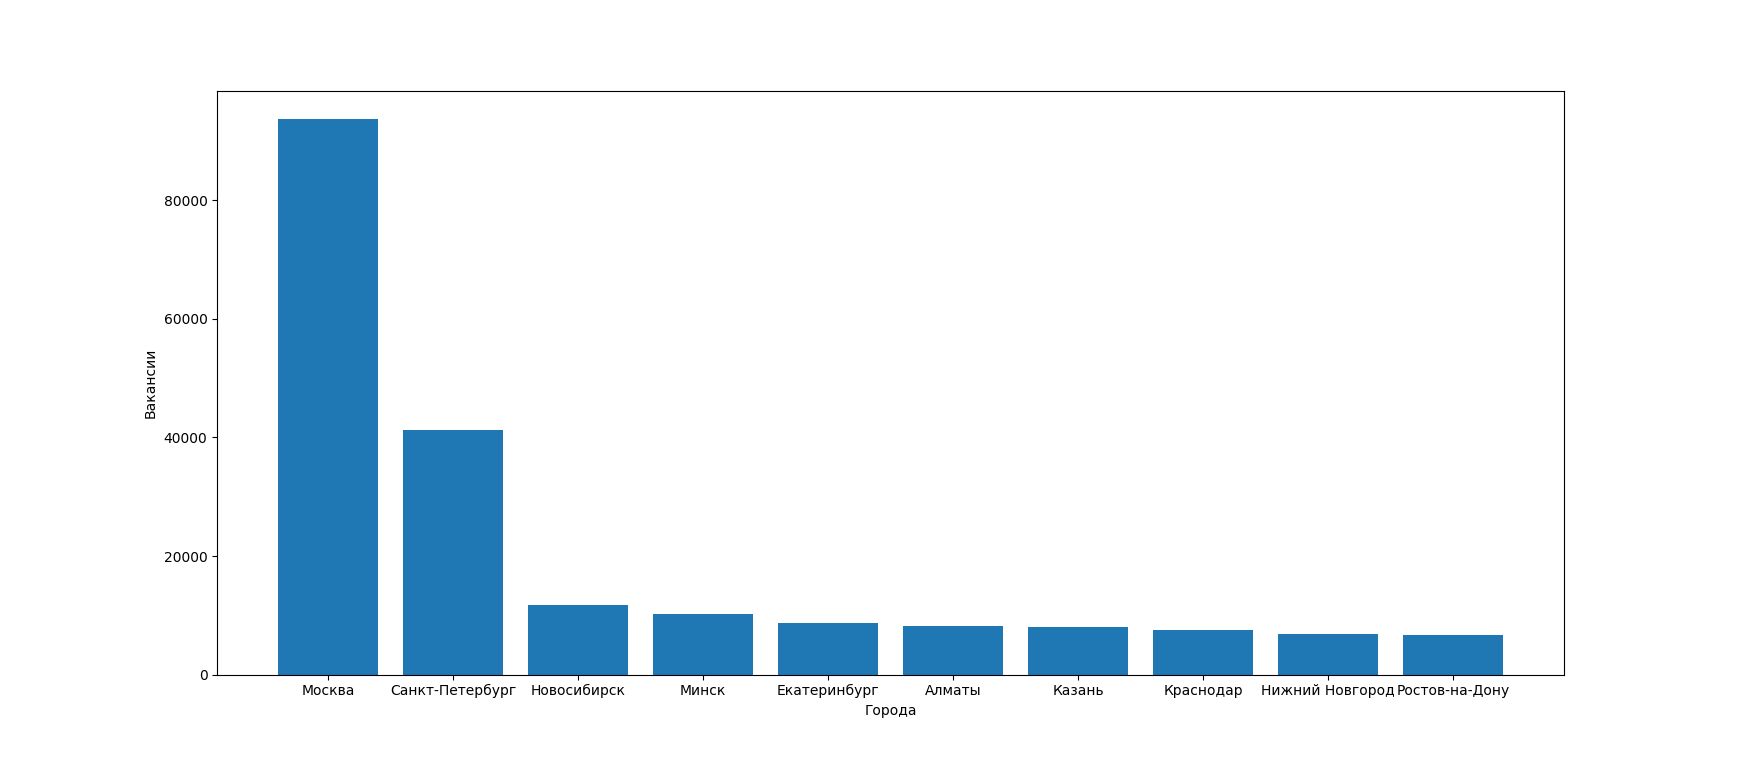 80000
60000
40000
20000
0
Вакансии
Москва Санкт-Петербург Новосибирск Минск Екатеринбург Алматы Казань Краснодар Нижний Новгород Ростов-на-Дону
Города